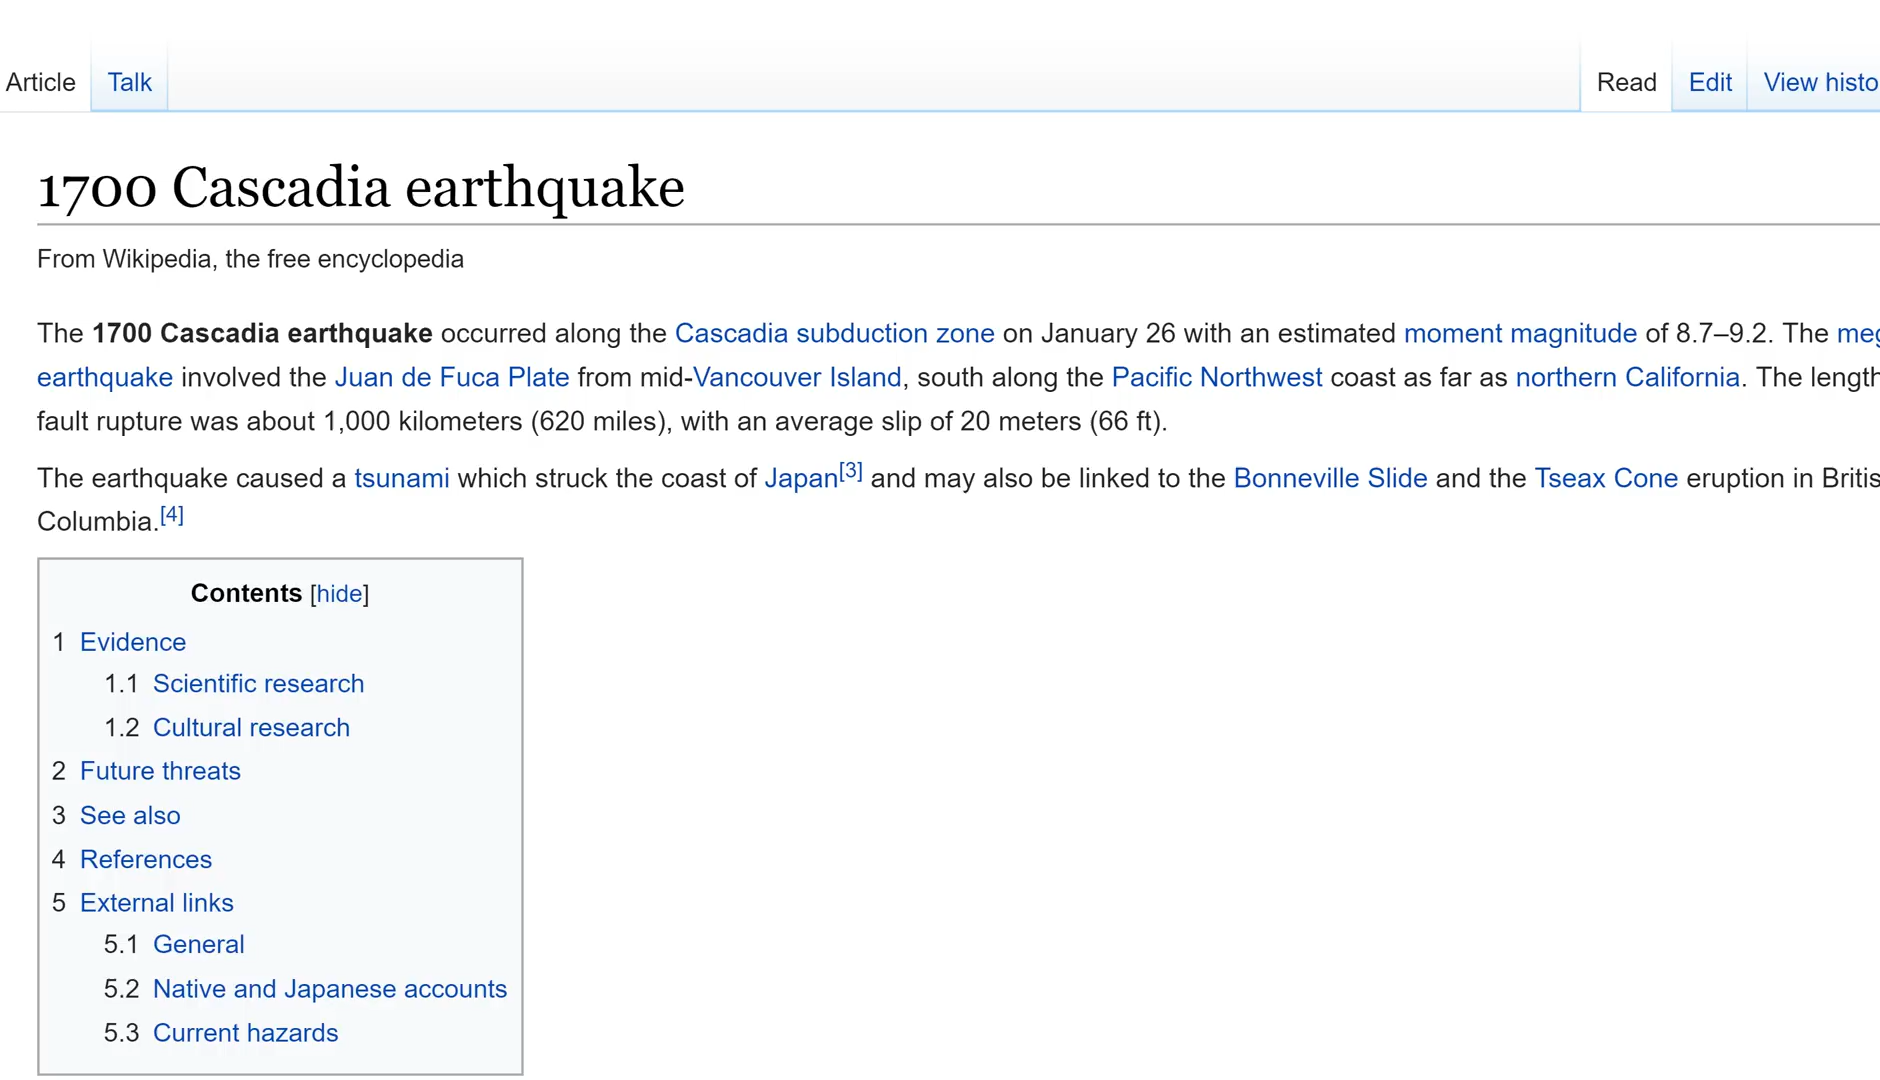 Article Talk Read Edit View histo
1700 Cascadia earthquake
From Wikipedia, the free encyclopedia
The 1700 Cascadia earthquake occurred along the Cascadia subduction zone on January 26 with an estimated moment magnitude of 8.7–9.2. The meg
earthquake involved the Juan de Fuca Plate from mid-Vancouver Island, south along the Pacific Northwest coast as far as northern California. The length
fault rupture was about 1,000 kilometers (620 miles), with an average slip of 20 meters (66 ft).
The earthquake caused a tsunami which struck the coast of Japan[3] and may also be linked to the Bonneville Slide and the Tseax Cone eruption in Britis
Columbia.[4]
Contents [hide]
1 Evidence
1.1 Scientific research
1.2 Cultural research
2 Future threats
3 See also
4 References
5 External links
5.1 General
5.2 Native and Japanese accounts
5.3 Current hazards